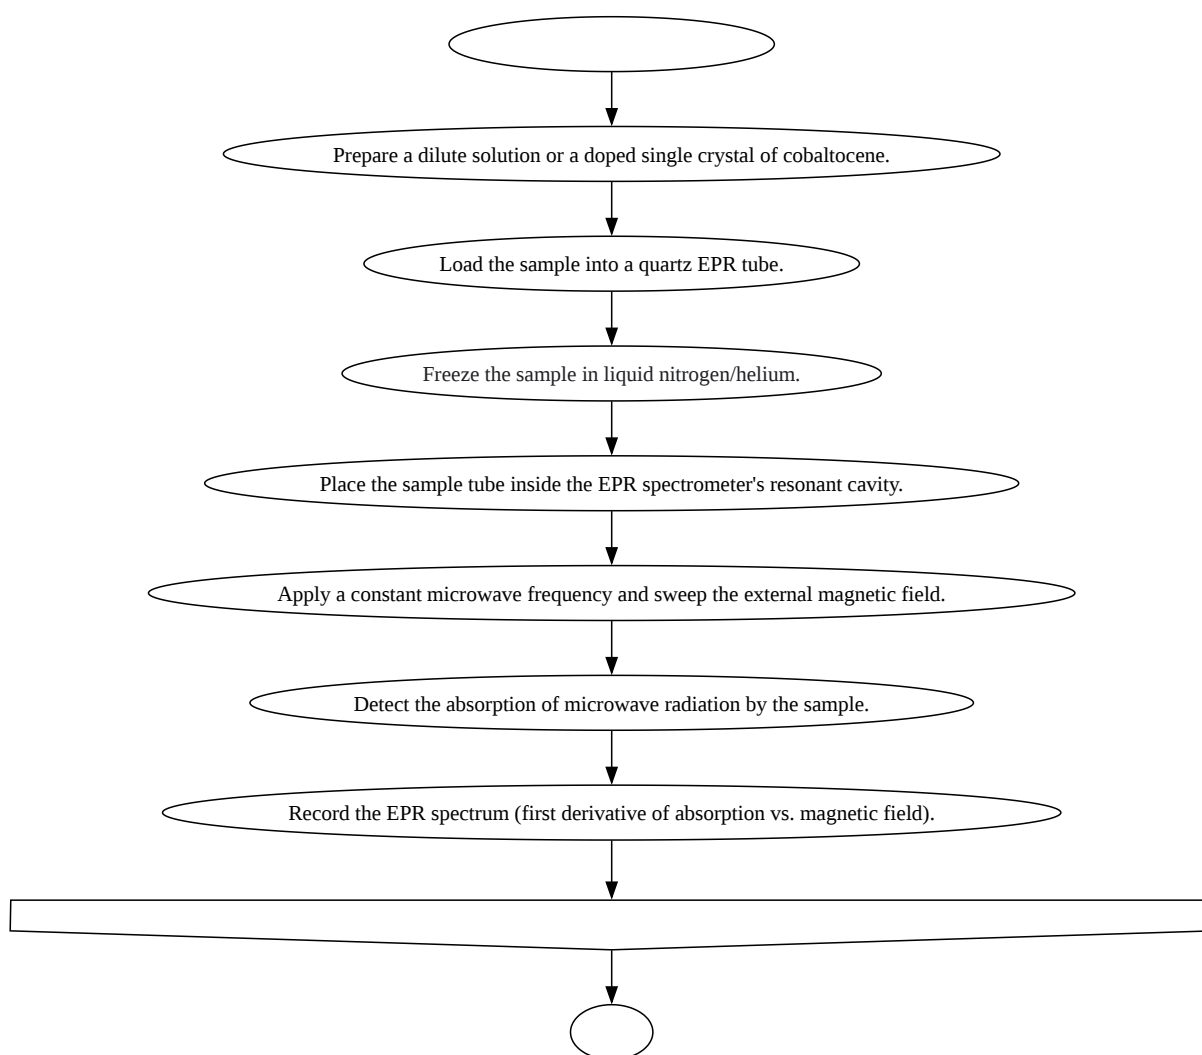 Prepare a dilute solution or a doped single crystal of cobaltocene.
Load the sample into a quartz EPR tube.
Freeze the sample in liquid nitrogen/helium.
Place the sample tube inside the EPR spectrometer's resonant cavity.
Apply a constant microwave frequency and sweep the external magnetic field.
Detect the absorption of microwave radiation by the sample.
Record the EPR spectrum (first derivative of absorption vs. magnetic field).